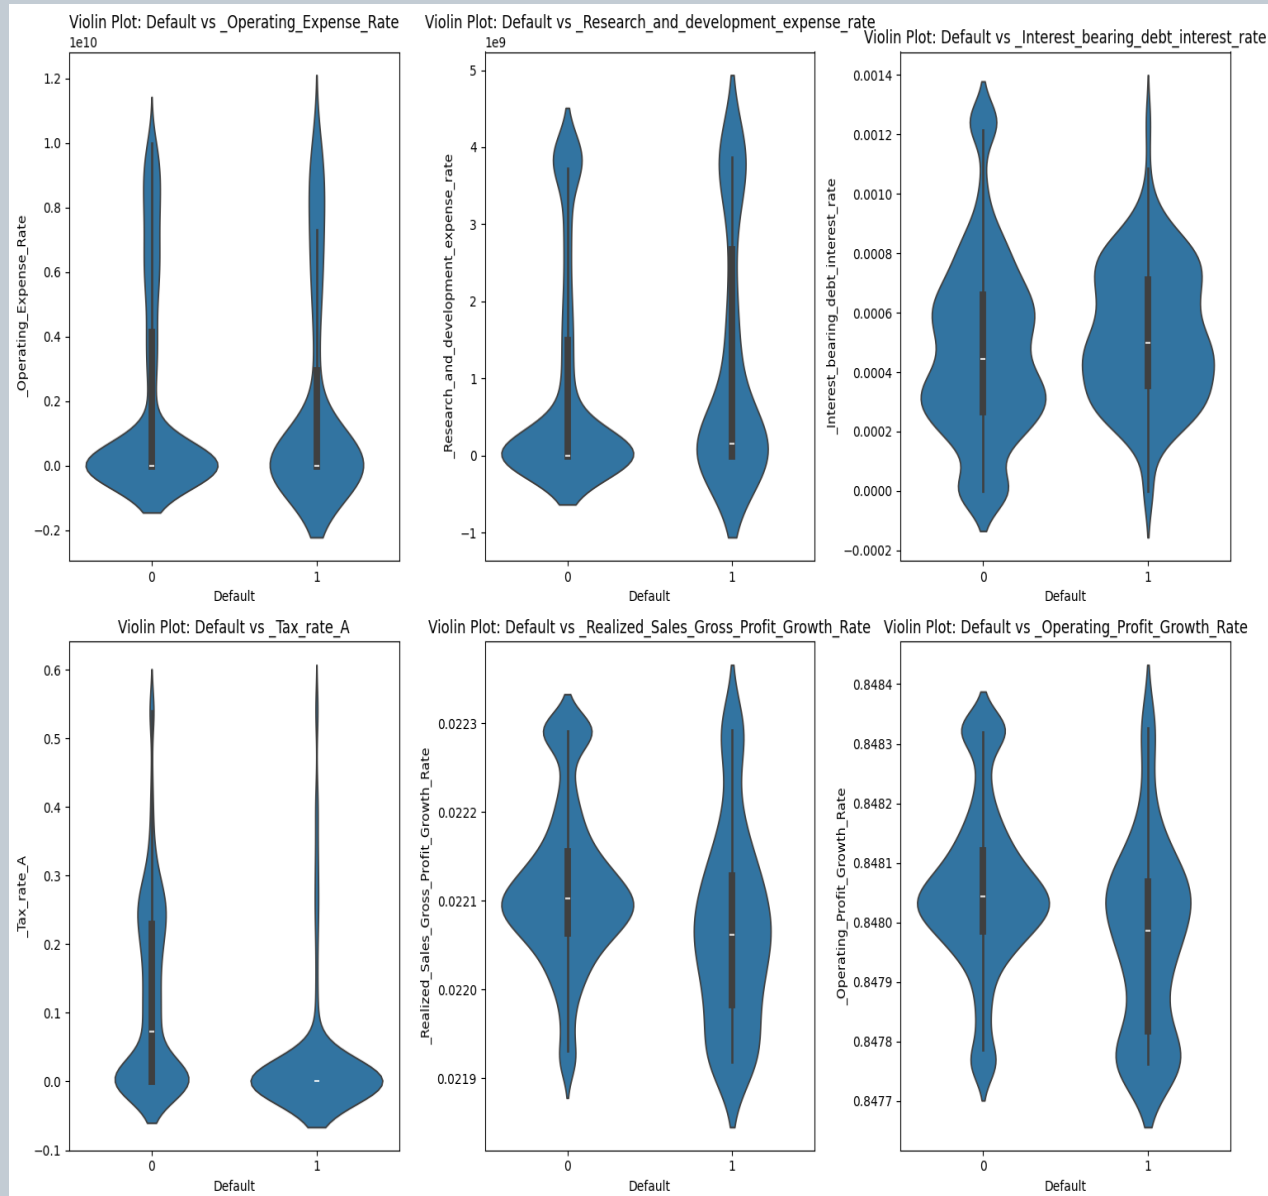 Violin Plot: Default vs _Operating_Expense_Rate
1e10
1.2
1.0
0.8
0.6
0.4
0.2
0.0
−0.2
_Operating_Expense_Rate
0 1
Default
Violin Plot: Default vs _Research_and_development_expense_rate
1e9
5
4
3
2
1
0
−1
_Research_and_development_expense_rate
0 1
Default
Violin Plot: Default vs _Interest_bearing_debt_interest_rate
0.0014
0.0012
0.0010
0.0008
0.0006
0.0004
0.0002
0.0000
−0.0002
_Interest_bearing_debt_interest_rate
0 1
Default
Violin Plot: Default vs _Tax_rate_A
0.6
0.5
0.4
0.3
0.2
0.1
0.0
−0.1
_Tax_rate_A
0 1
Default
Violin Plot: Default vs _Realized_Sales_Gross_Profit_Growth_Rate
0.0223
0.0222
0.0221
0.0220
0.0219
_Realized_Sales_Gross_Profit_Growth_Rate
0 1
Default
Violin Plot: Default vs _Operating_Profit_Growth_Rate
0.8484
0.8483
0.8482
0.8481
0.8480
0.8479
0.8478
0.8477
_Operating_Profit_Growth_Rate
0 1
Default